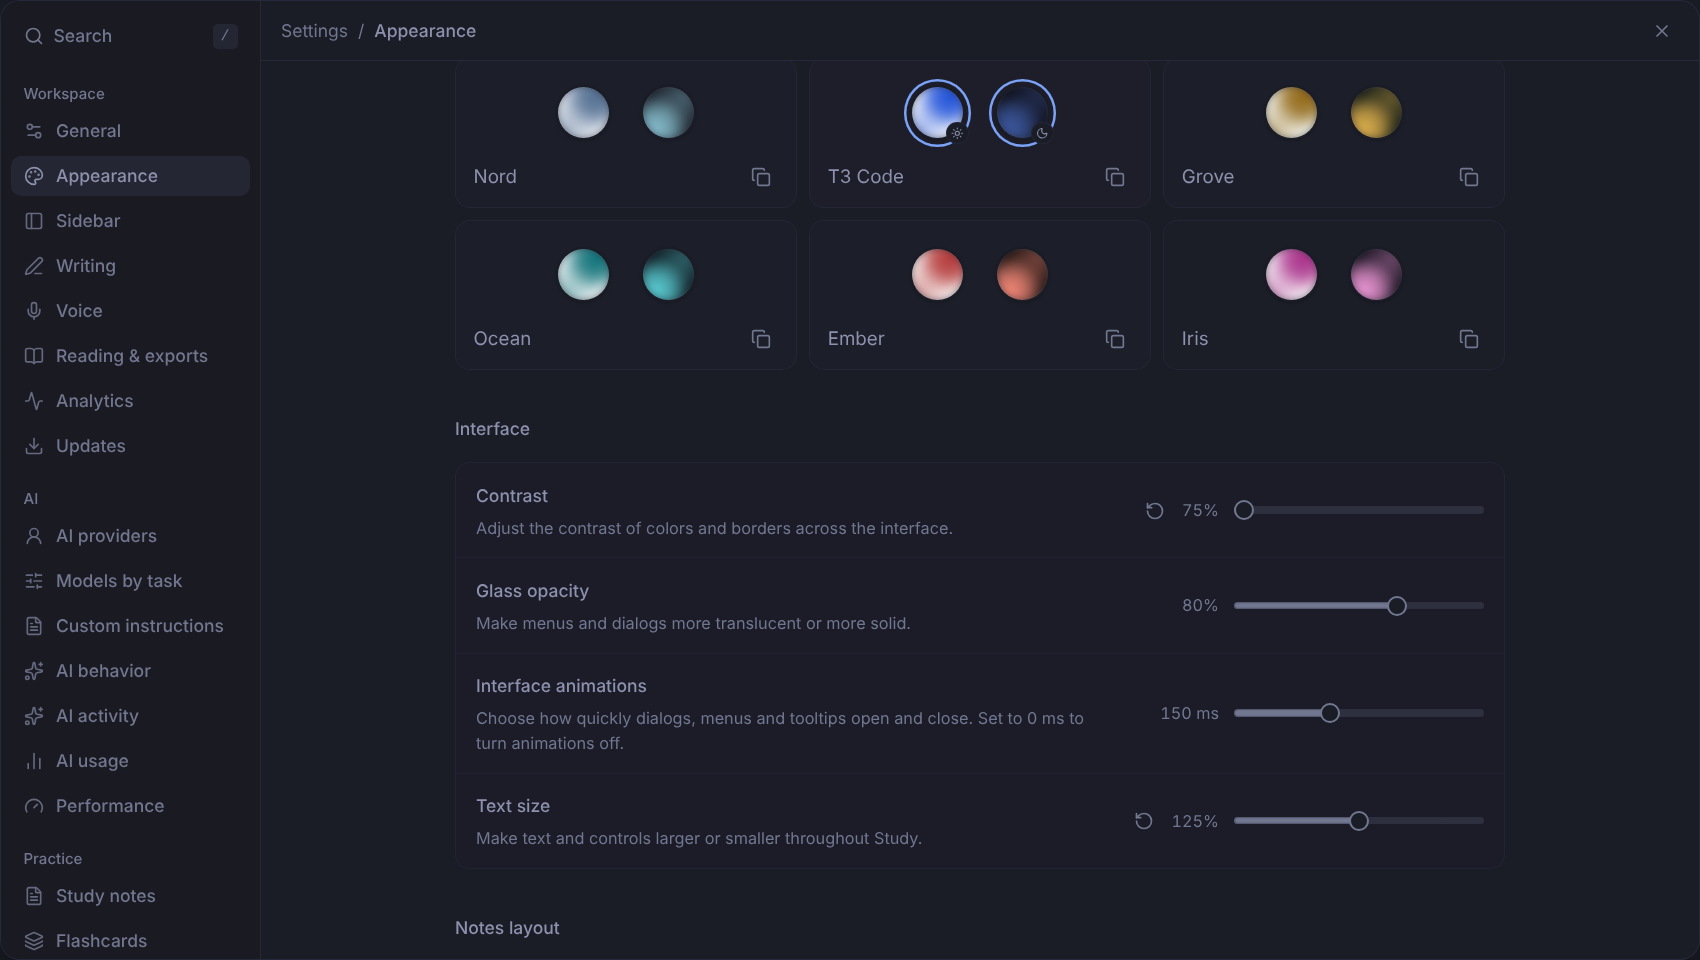 Search /
Settings / Appearance
Workspace
General
Appearance
Sidebar
Writing
Voice
Reading & exports
Analytics
Updates
AI
AI providers
Models by task
Custom instructions
AI behavior
AI activity
AI usage
Performance
Practice
Study notes
Flashcards
Nord
T3 Code
Grove
Ocean
Ember
Iris
Interface
Contrast
Adjust the contrast of colors and borders across the interface.
75%
Glass opacity
Make menus and dialogs more translucent or more solid.
80%
Interface animations
Choose how quickly dialogs, menus and tooltips open and close. Set to 0 ms to
turn animations off.
150 ms
Text size
Make text and controls larger or smaller throughout Study.
125%
Notes layout